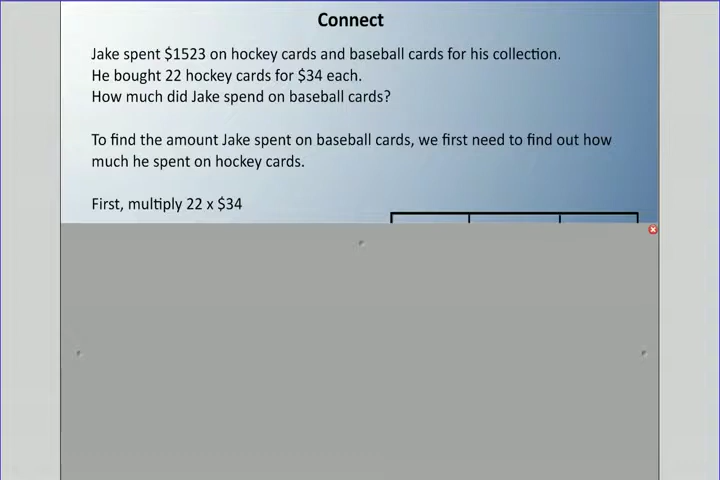 Connect
Jake spent $1523 on hockey cards and baseball cards for his collection.
He bought 22 hockey cards for $34 each.
How much did Jake spend on baseball cards?
To find the amount Jake spent on baseball cards, we first need to find out how
much he spent on hockey cards.
First, multiply 22 x $34